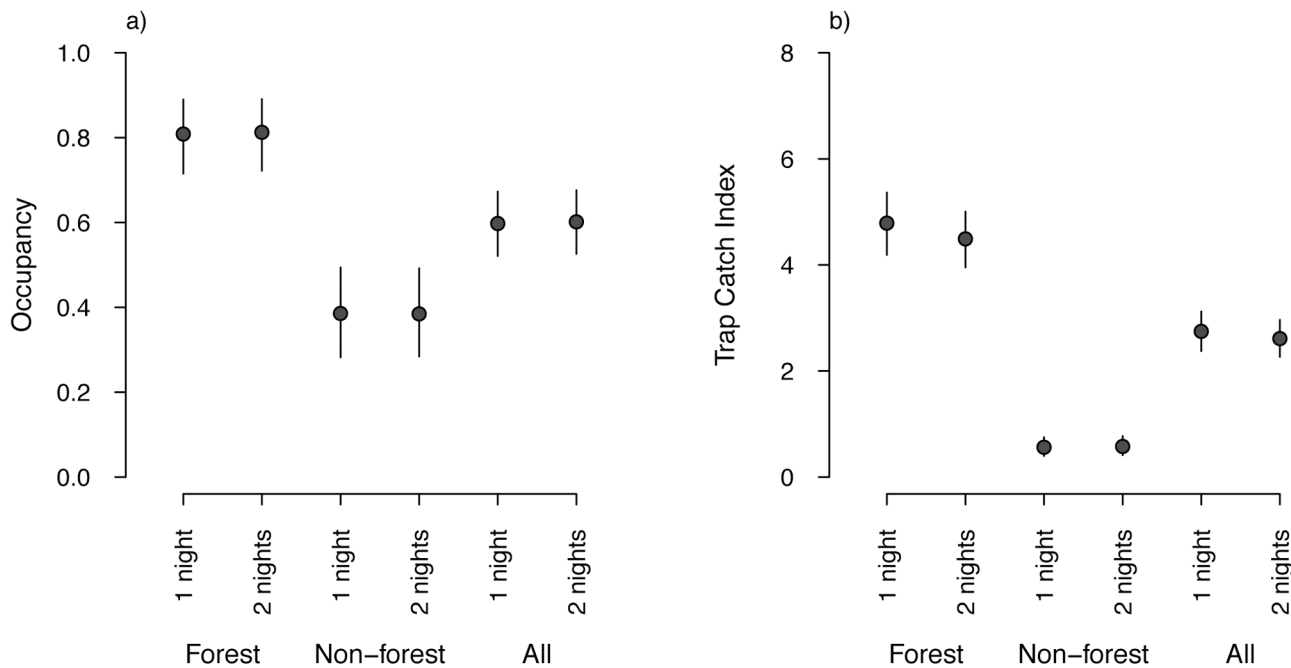 a)
Occupancy
1.0
0.8
0.6
0.4
0.2
0.0
1 night
2 nights
1 night
2 nights
1 night
2 nights
Forest
Non−forest
All
b)
Trap Catch Index
8
6
4
2
0
1 night
2 nights
1 night
2 nights
1 night
2 nights
Forest
Non−forest
All